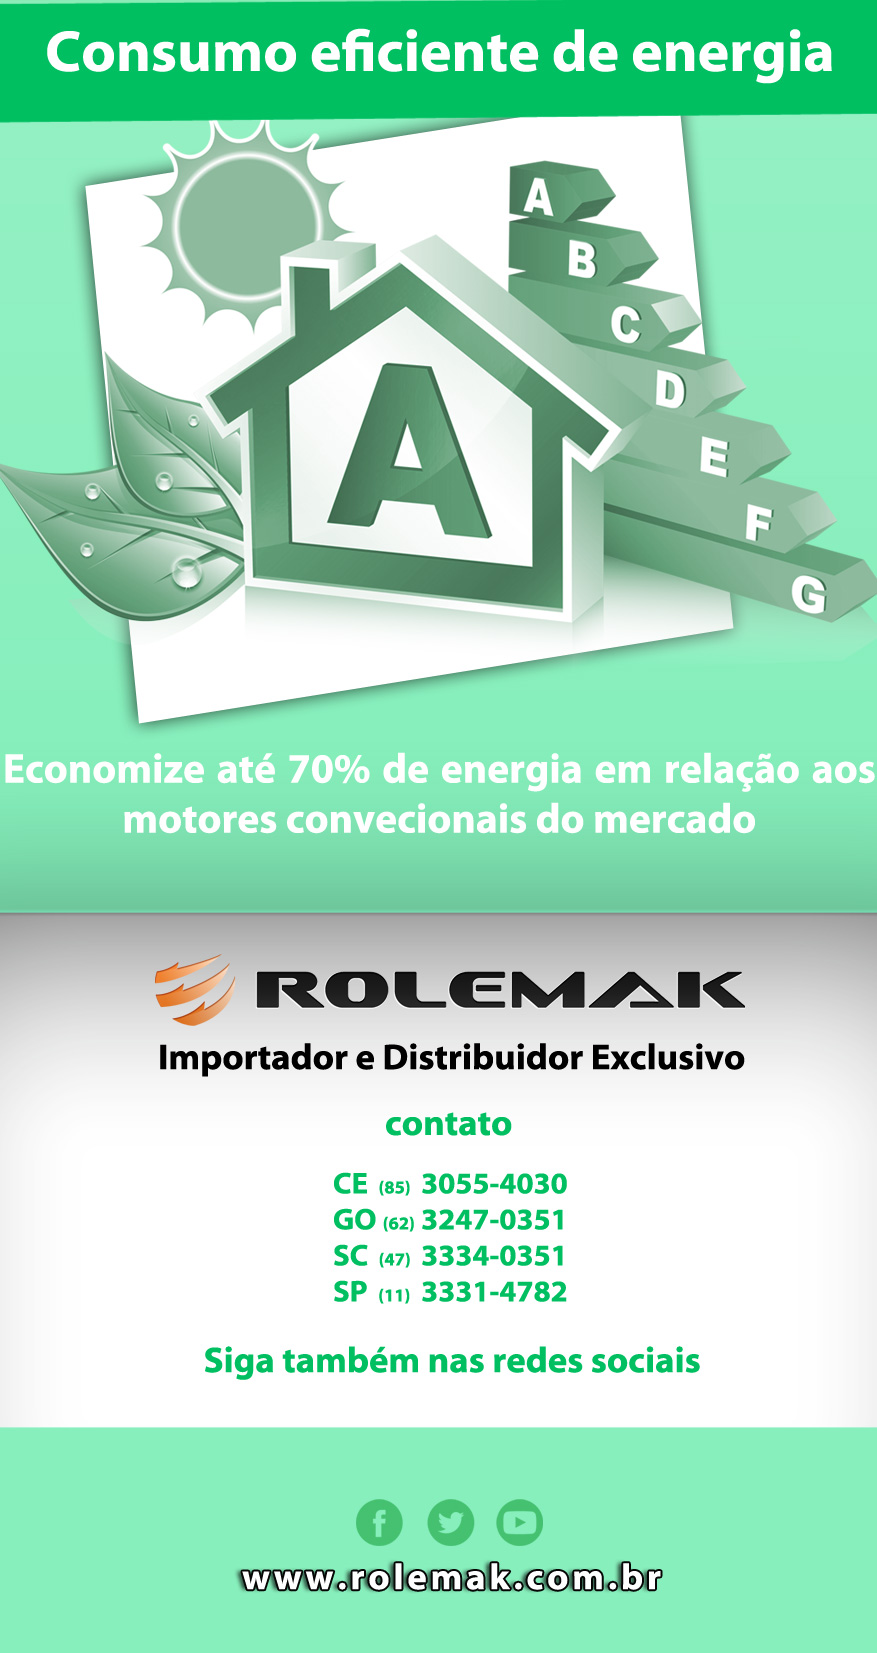 Consumo eficiente de energia
A
B
C
D
E
F
G
A
Economize até 70% de energia em relação aos
motores convecionais do mercado
ROLEMAK
Importador e Distribuidor Exclusivo
contato
CE (85) 3055-4030
GO (62) 3247-0351
SC (47) 3334-0351
SP (11) 3331-4782
Siga também nas redes sociais
www.rolemak.com.br